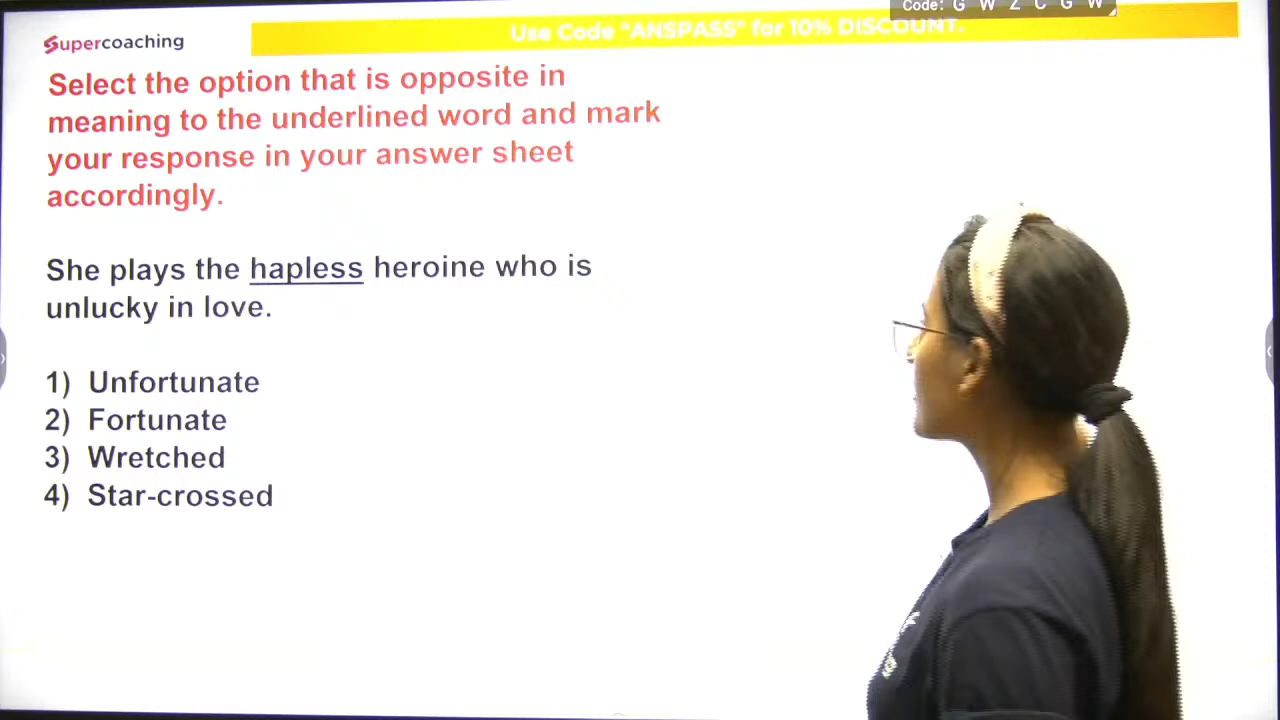 Code: G W Z C G W
Supercoaching
Use Code "ANSPASS" for 10% DISCOUNT.
Select the option that is opposite in
meaning to the underlined word and mark
your response in your answer sheet
accordingly.
She plays the hapless heroine who is
unlucky in love.
1) Unfortunate
2) Fortunate
3) Wretched
4) Star-crossed